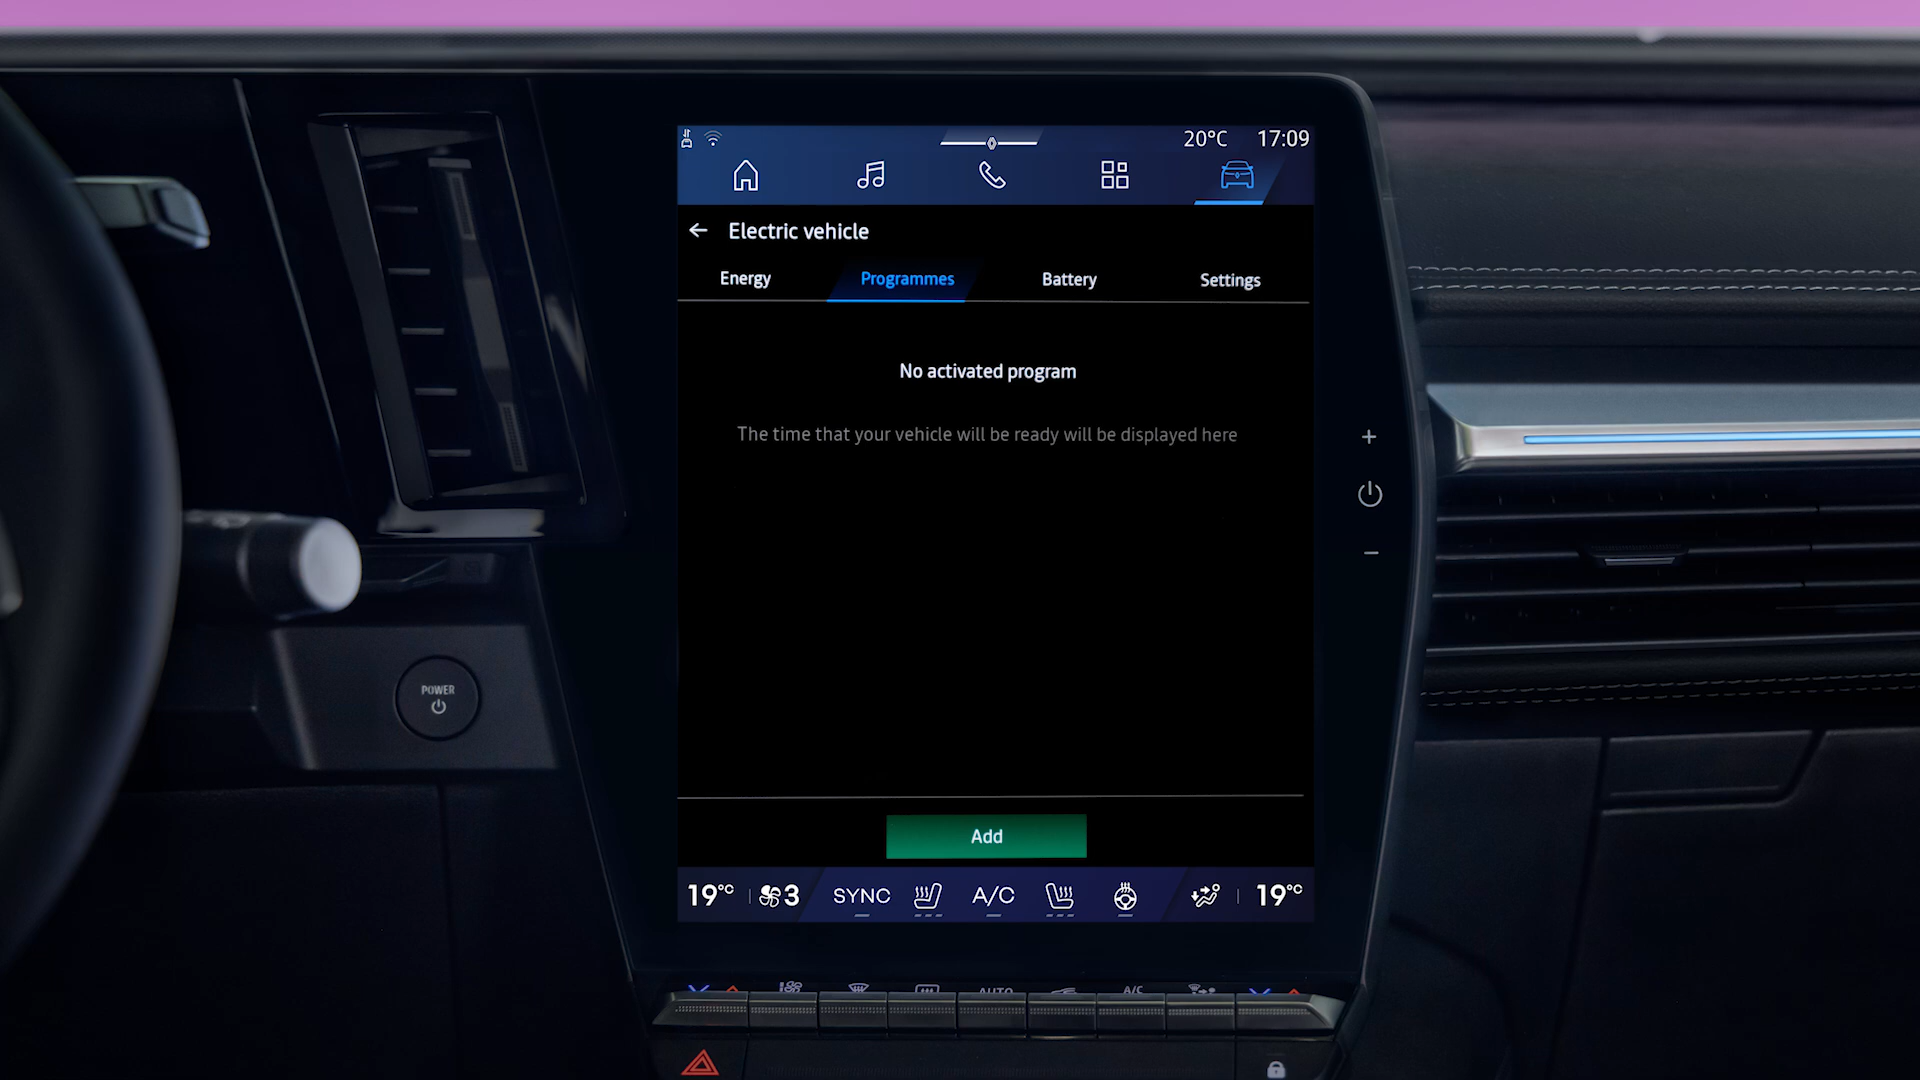 20°C 17:09
Electric vehicle
Energy Programmes Battery Settings
No activated program
The time that your vehicle will be ready will be displayed here
Add
19°C 3 SYNC A/C 19°C
POWER
AUTO A/C